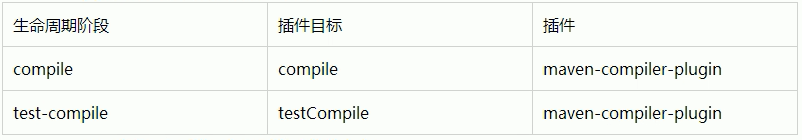 生命周期阶段 插件目标 插件
compile compile maven-compiler-plugin
test-compile testCompile maven-compiler-plugin